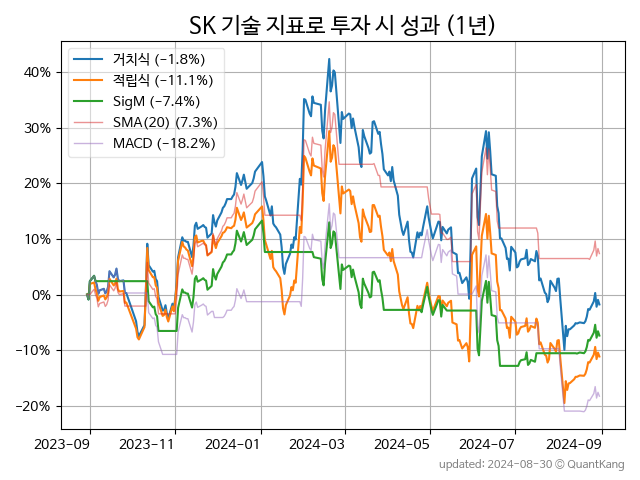 SK 기술 지표로 투자 시 성과 (1년)
거치식 (−1.8%)
적립식 (−11.1%)
SigM (−7.4%)
SMA(20) (7.3%)
MACD (−18.2%)
40%
30%
20%
10%
0%
−10%
−20%
2023-09 2023-11 2024-01 2024-03 2024-05 2024-07 2024-09
updated: 2024-08-30 © QuantKang